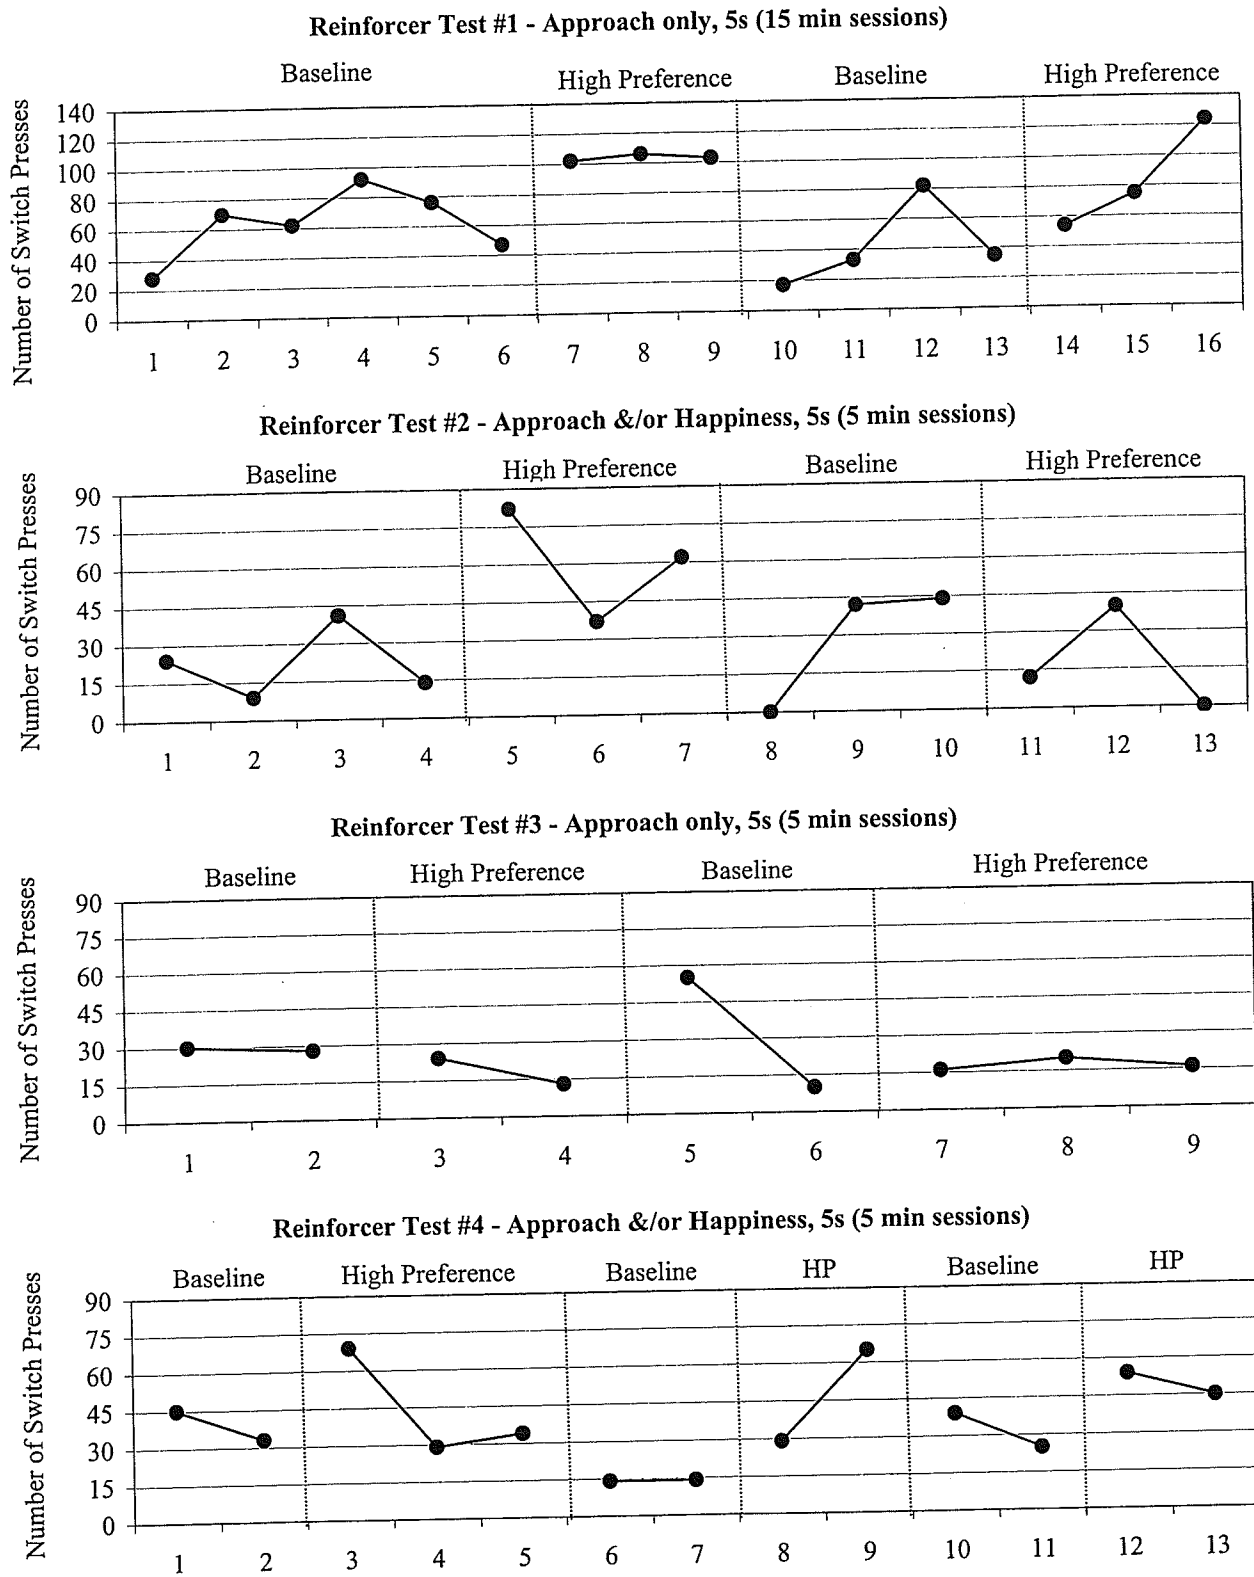 Reinforcer Test #1 - Approach only, 5s (15 min sessions)
Baseline High Preference Baseline High Preference
Number of Switch Presses
140
120
100
80
60
40
20
0
1 2 3 4 5 6 7 8 9 10 11 12 13 14 15 16
Reinforcer Test #2 - Approach &/or Happiness, 5s (5 min sessions)
Baseline High Preference Baseline High Preference
Number of Switch Presses
90
75
60
45
30
15
0
1 2 3 4 5 6 7 8 9 10 11 12 13
Reinforcer Test #3 - Approach only, 5s (5 min sessions)
Baseline High Preference Baseline High Preference
Number of Switch Presses
90
75
60
45
30
15
0
1 2 3 4 5 6 7 8 9
Reinforcer Test #4 - Approach &/or Happiness, 5s (5 min sessions)
Baseline High Preference Baseline HP Baseline HP
Number of Switch Presses
90
75
60
45
30
15
0
1 2 3 4 5 6 7 8 9 10 11 12 13